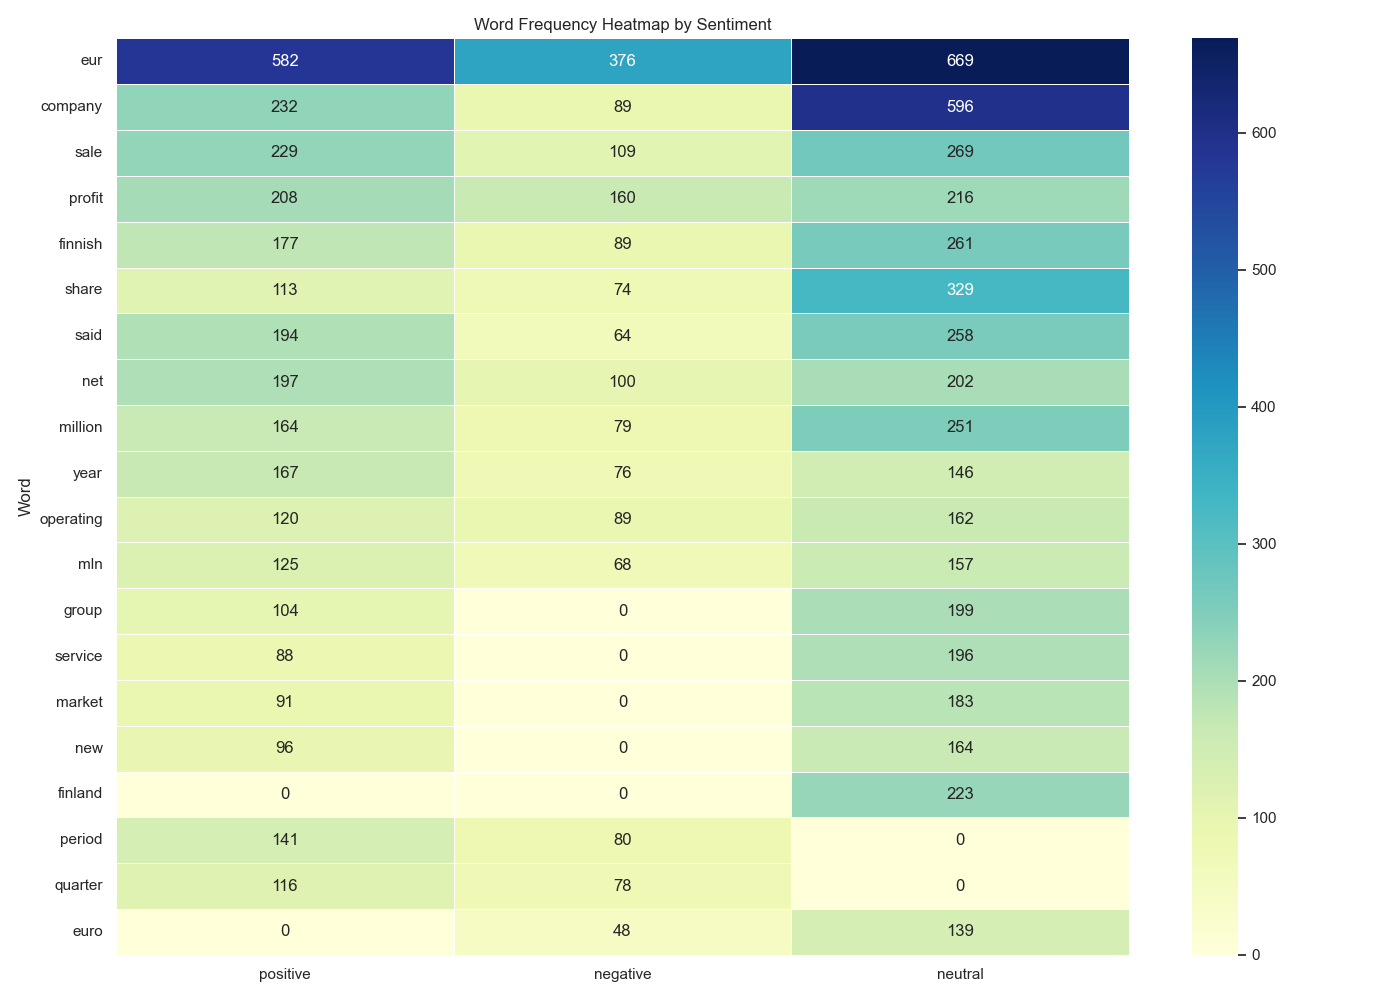 Word Frequency Heatmap by Sentiment
eur 582 376 669
company 232 89 596
sale 229 109 269
profit 208 160 216
finnish 177 89 261
share 113 74 329
said 194 64 258
net 197 100 202
million 164 79 251
year 167 76 146
operating 120 89 162
mln 125 68 157
group 104 0 199
service 88 0 196
market 91 0 183
new 96 0 164
finland 0 0 223
period 141 80 0
quarter 116 78 0
euro 0 48 139
positive negative neutral
Word
600
500
400
300
200
100
0